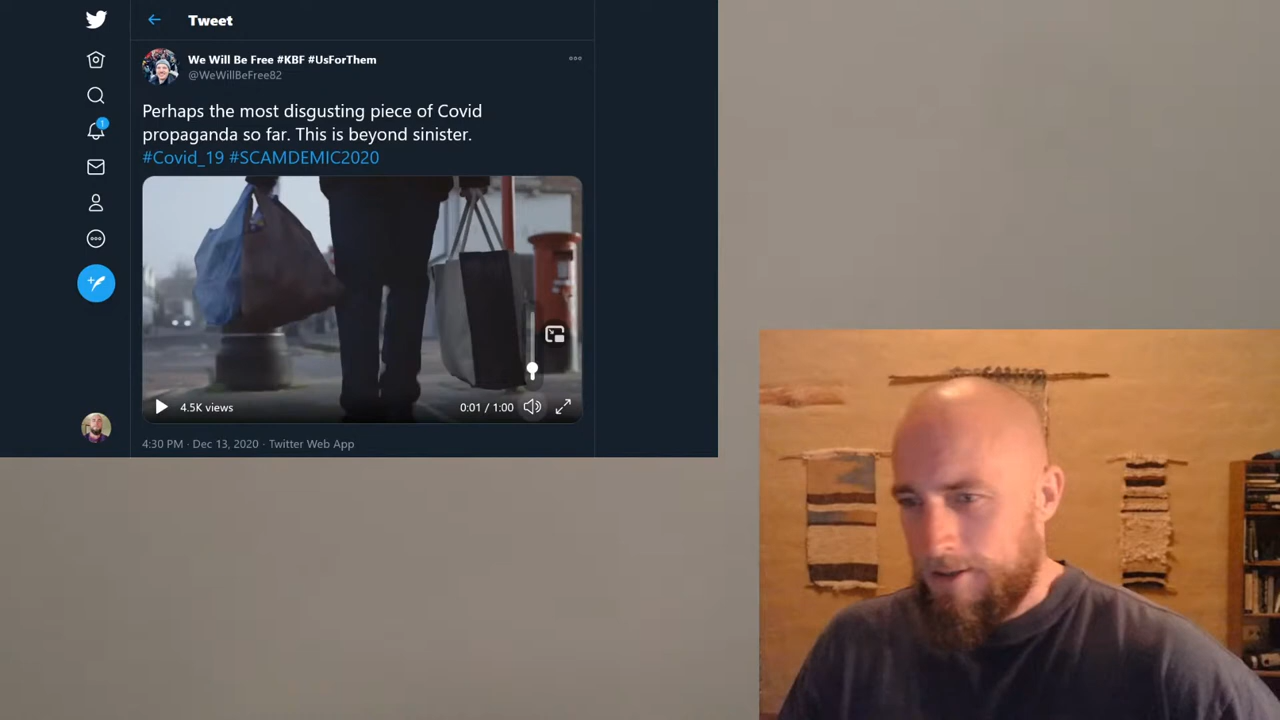 Tweet
We Will Be Free #KBF #UsForThem
@WeWillBeFree82
Perhaps the most disgusting piece of Covid
propaganda so far. This is beyond sinister.
#Covid_19 #SCAMDEMIC2020
1
4.5K views
0:01 / 1:00
4:30 PM · Dec 13, 2020 · Twitter Web App